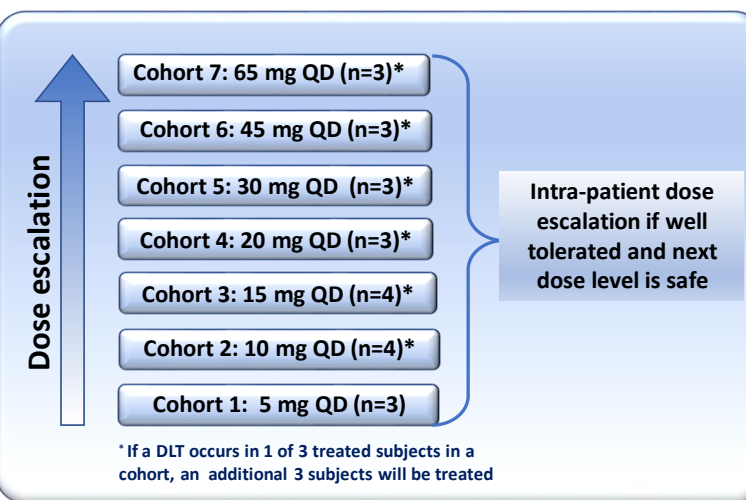 Dose escalation
Cohort 7: 65 mg QD (n=3)*
Cohort 6: 45 mg QD (n=3)*
Cohort 5: 30 mg QD (n=3)*
Cohort 4: 20 mg QD (n=3)*
Cohort 3: 15 mg QD (n=4)*
Cohort 2: 10 mg QD (n=4)*
Cohort 1: 5 mg QD (n=3)
Intra-patient dose
escalation if well
tolerated and next
dose level is safe
* If a DLT occurs in 1 of 3 treated subjects in a
cohort, an additional 3 subjects will be treated